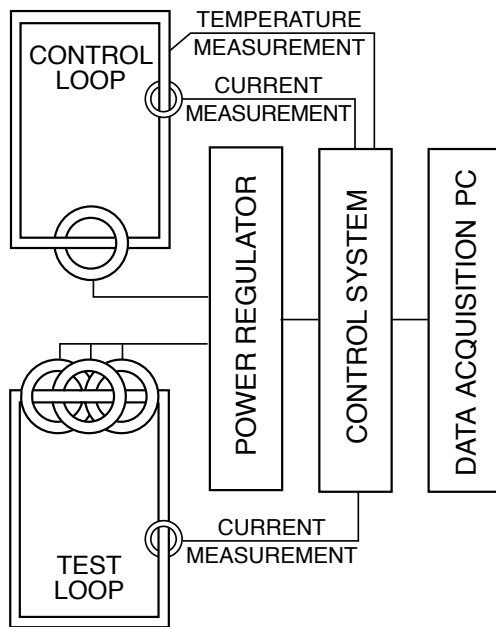 TEMPERATURE
MEASUREMENT
CONTROL
LOOP
CURRENT
MEASUREMENT
POWER REGULATOR
CONTROL SYSTEM
DATA ACQUISITION PC
CURRENT
MEASUREMENT
TEST
LOOP